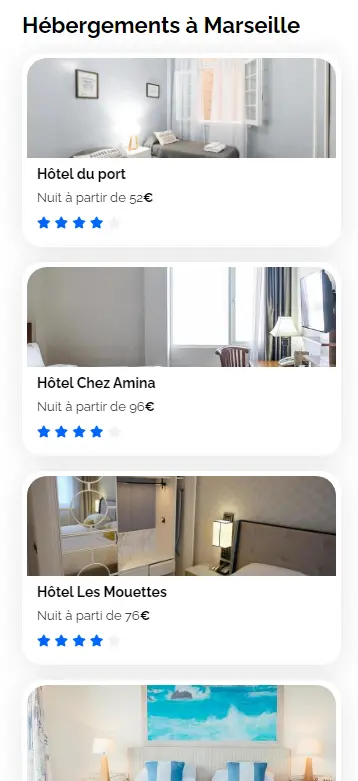 Hébergements à Marseille
Hôtel du port
Nuit à partir de 52€
Hôtel Chez Amina
Nuit à partir de 96€
Hôtel Les Mouettes
Nuit à parti de 76€